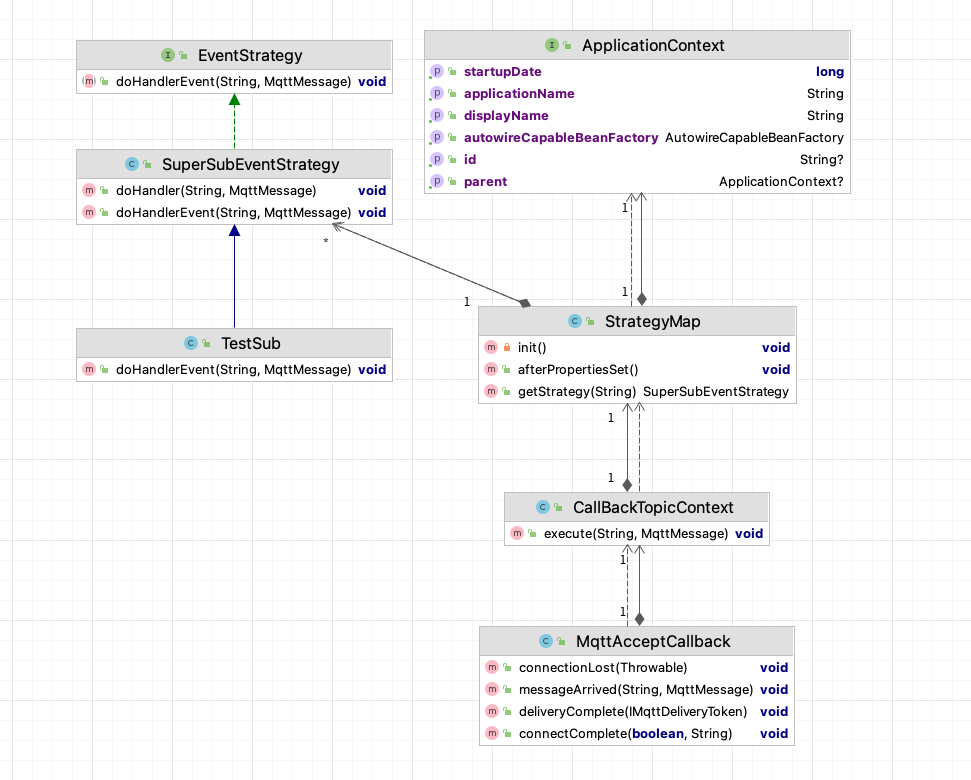 EventStrategy
doHandlerEvent(String, MqttMessage) void
SuperSubEventStrategy
doHandler(String, MqttMessage) void
doHandlerEvent(String, MqttMessage) void
TestSub
doHandlerEvent(String, MqttMessage) void
ApplicationContext
startupDate long
applicationName String
displayName String
autowireCapableBeanFactory AutowireCapableBeanFactory
id String?
parent ApplicationContext?
1
1
*
1
StrategyMap
init() void
afterPropertiesSet() void
getStrategy(String) SuperSubEventStrategy
1
1
CallBackTopicContext
execute(String, MqttMessage) void
1
1
MqttAcceptCallback
connectionLost(Throwable) void
messageArrived(String, MqttMessage) void
deliveryComplete(IMqttDeliveryToken) void
connectComplete(boolean, String) void